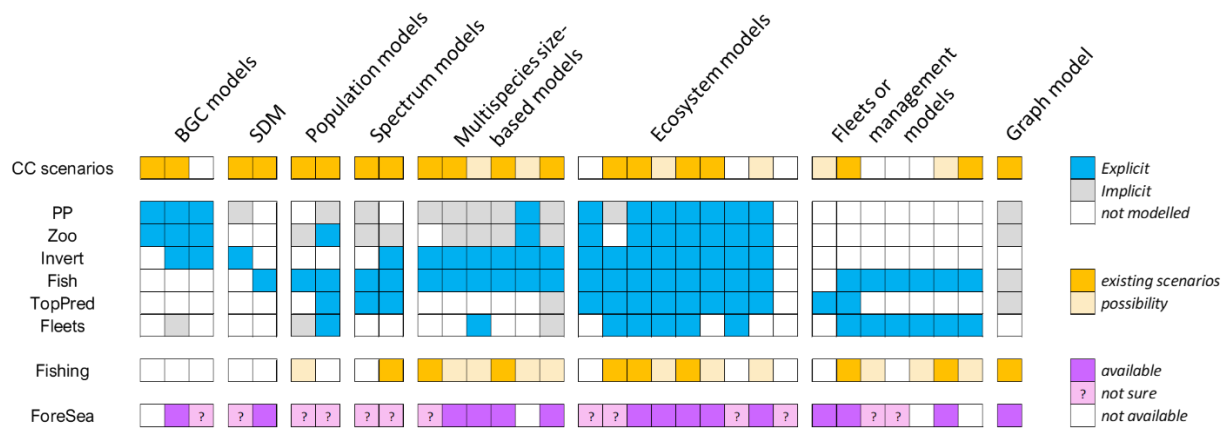 BGC models
SDM
Population models
Spectrum models
Multispecies size-
based models
Ecosystem models
Fleets or
management
models
Graph model
CC scenarios
Explicit
Implicit
not modelled
PP
Zoo
Invert
Fish
TopPred
Fleets
existing scenarios
possibility
Fishing
available
? not sure
not available
ForeSea ? ? ? ? ? ? ? ? ? ? ? ? ?